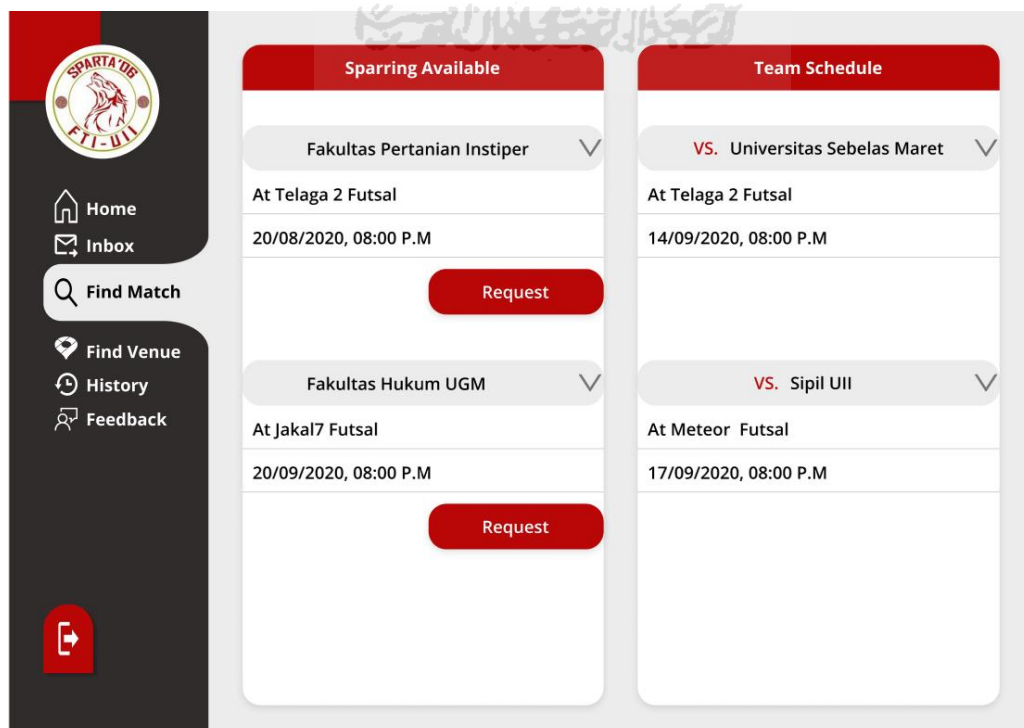 SPARTA'06
FTI-UII
Home
Inbox
Find Match
Find Venue
History
Feedback
Sparring Available
Fakultas Pertanian Instiper
At Telaga 2 Futsal
20/08/2020, 08:00 P.M
Request
Fakultas Hukum UGM
At Jakal7 Futsal
20/09/2020, 08:00 P.M
Request
Team Schedule
VS. Universitas Sebelas Maret
At Telaga 2 Futsal
14/09/2020, 08:00 P.M
VS. Sipil UII
At Meteor Futsal
17/09/2020, 08:00 P.M